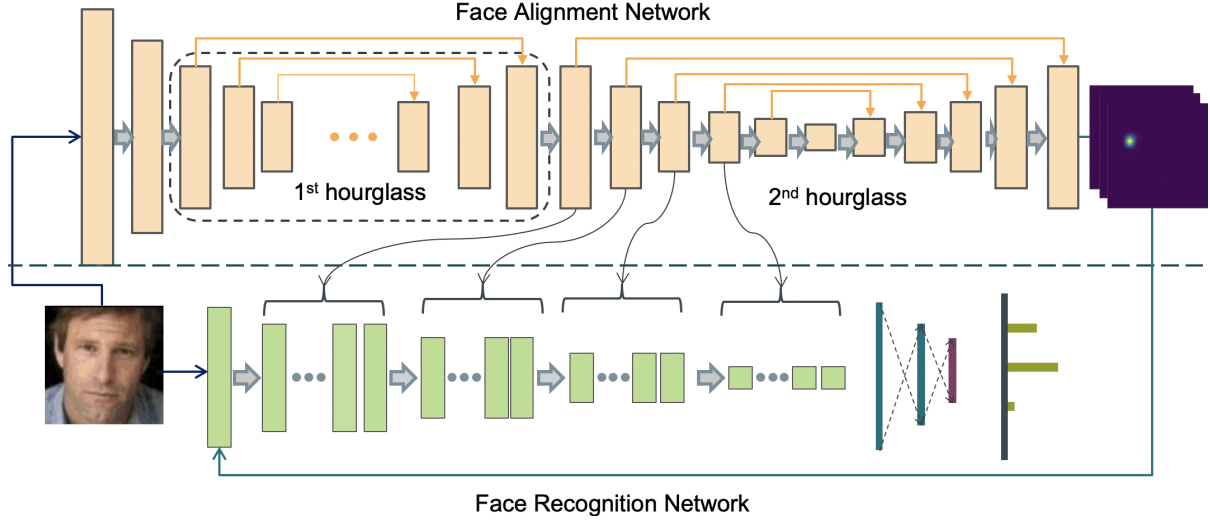 Face Alignment Network
1st hourglass
2nd hourglass
Face Recognition Network